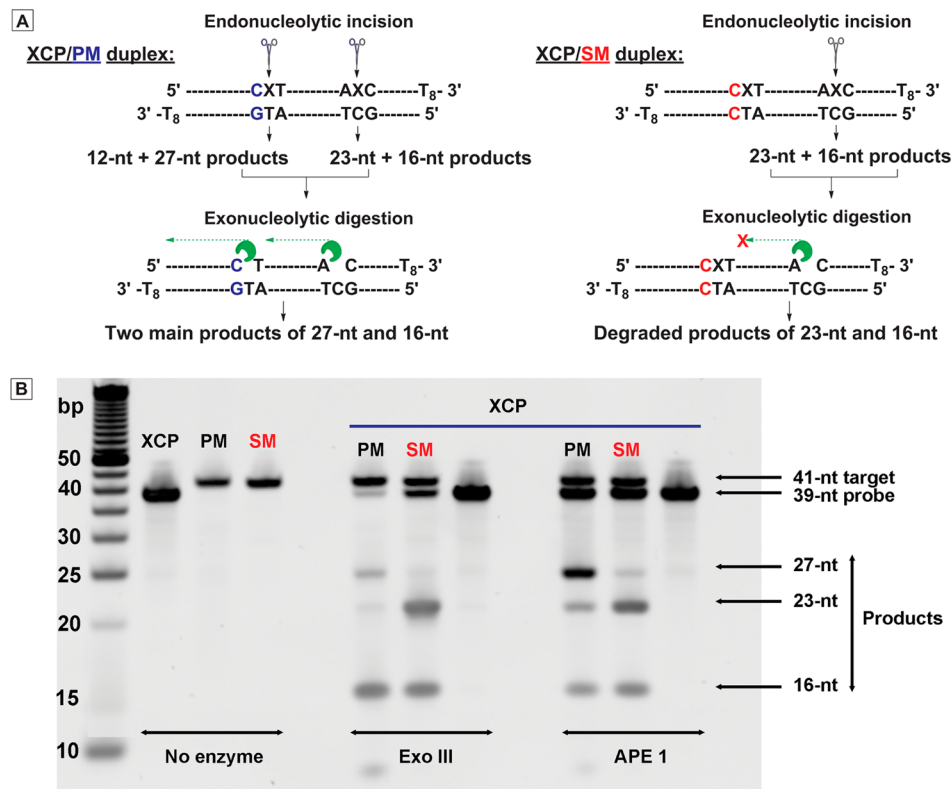 A
Endonucleolytic incision
XCP/PM duplex:
5' -----------CXT-------AXC------T8- 3'
3' -T8 ----------GTA-------TCG------- 5'
12-nt + 27-nt products 23-nt + 16-nt products
Exonucleolytic digestion
5' -----------C T-------A C-------T8- 3'
3' -T8 ----------GTA-------TCG------- 5'
Two main products of 27-nt and 16-nt
Endonucleolytic incision
XCP/SM duplex:
5' -----------CXT-------AXC------T8- 3'
3' -T8 ----------CTA-------TCG------- 5'
23-nt + 16-nt products
Exonucleolytic digestion
X
5' -----------CXT-------A C-------T8- 3'
3' -T8 ----------CTA-------TCG------- 5'
Degraded products of 23-nt and 16-nt
B
bp
50
40
30
25
20
15
10
XCP PM SM
XCP
PM SM
PM SM
41-nt target
39-nt probe
27-nt
23-nt
16-nt
Products
No enzyme
Exo III
APE 1